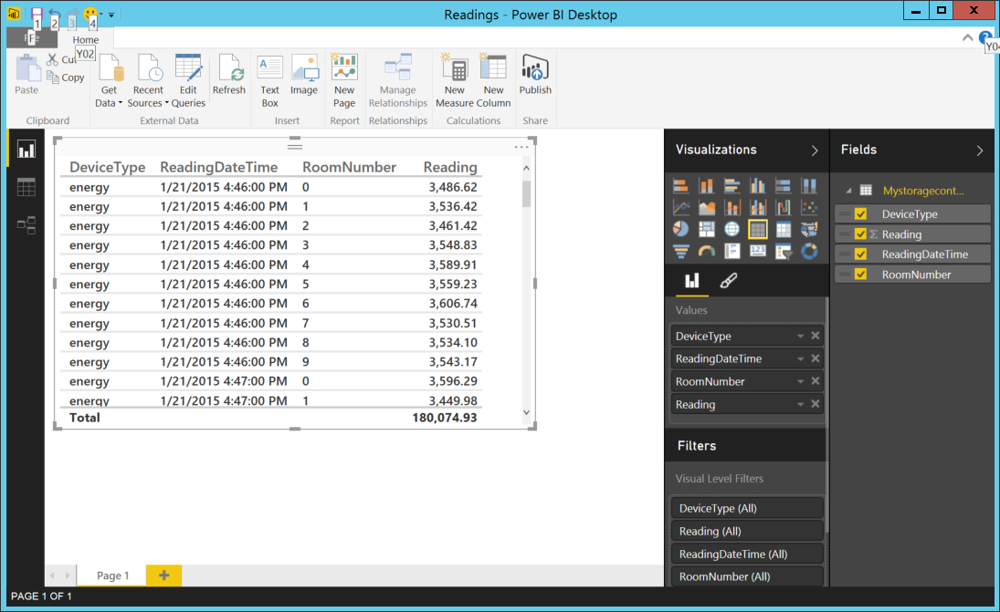 Readings - Power BI Desktop
1 2 3 4
F Home
Y02
Paste
Cut
Copy
Get Data
Recent Sources
Edit Queries
Refresh
Text Box
Image
New Page
Manage Relationships
New Measure
New Column
Publish
Clipboard External Data Insert Report Relationships Calculations Share
DeviceType ReadingDateTime RoomNumber Reading
energy 1/21/2015 4:46:00 PM 0 3,486.62
energy 1/21/2015 4:46:00 PM 1 3,536.42
energy 1/21/2015 4:46:00 PM 2 3,461.42
energy 1/21/2015 4:46:00 PM 3 3,548.83
energy 1/21/2015 4:46:00 PM 4 3,589.91
energy 1/21/2015 4:46:00 PM 5 3,559.23
energy 1/21/2015 4:46:00 PM 6 3,606.74
energy 1/21/2015 4:46:00 PM 7 3,530.51
energy 1/21/2015 4:46:00 PM 8 3,534.10
energy 1/21/2015 4:46:00 PM 9 3,543.17
energy 1/21/2015 4:47:00 PM 0 3,596.29
energy 1/21/2015 4:47:00 PM 1 3,449.98
Total 180,074.93
Visualizations
123
Values
DeviceType
ReadingDateTime
RoomNumber
Reading
Filters
Visual Level Filters
DeviceType (All)
Reading (All)
ReadingDateTime (All)
RoomNumber (All)
Fields
Mystoragecont...
DeviceType
Σ Reading
ReadingDateTime
RoomNumber
Page 1
PAGE 1 OF 1